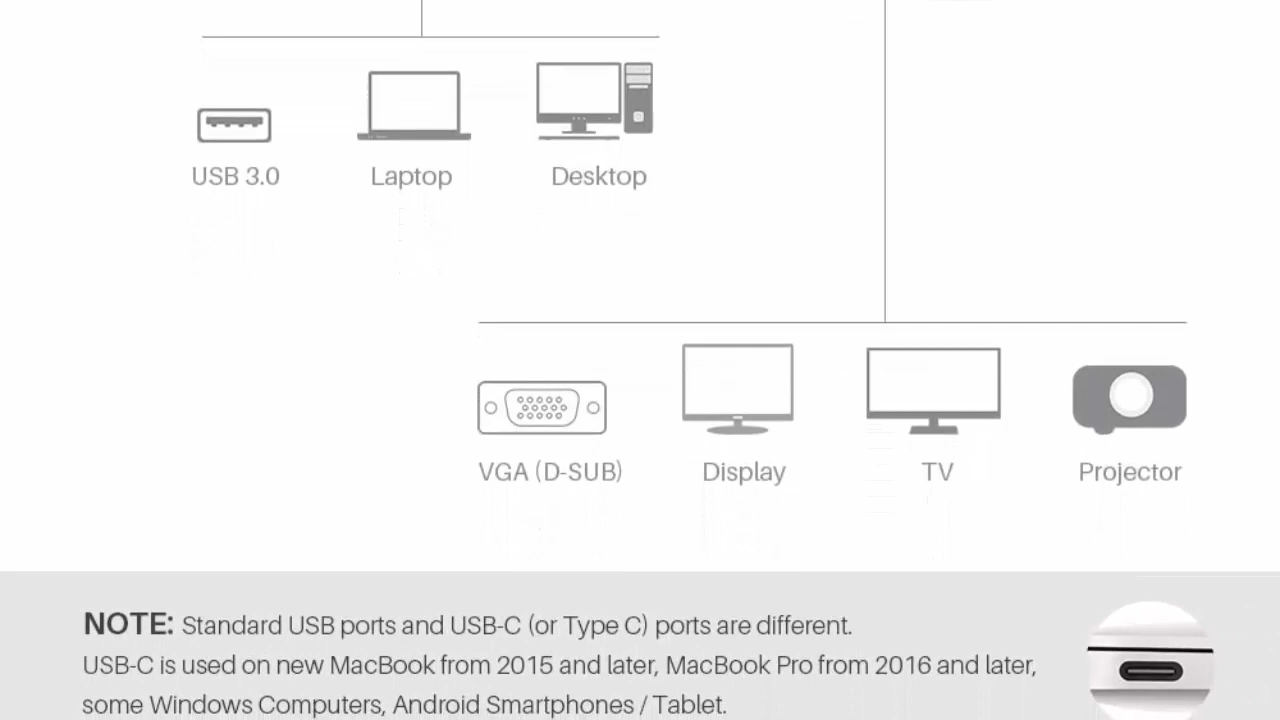 USB 3.0 Laptop Desktop
VGA (D-SUB) Display TV Projector
NOTE: Standard USB ports and USB-C (or Type C) ports are different.
USB-C is used on new MacBook from 2015 and later, MacBook Pro from 2016 and later,
some Windows Computers, Android Smartphones / Tablet.